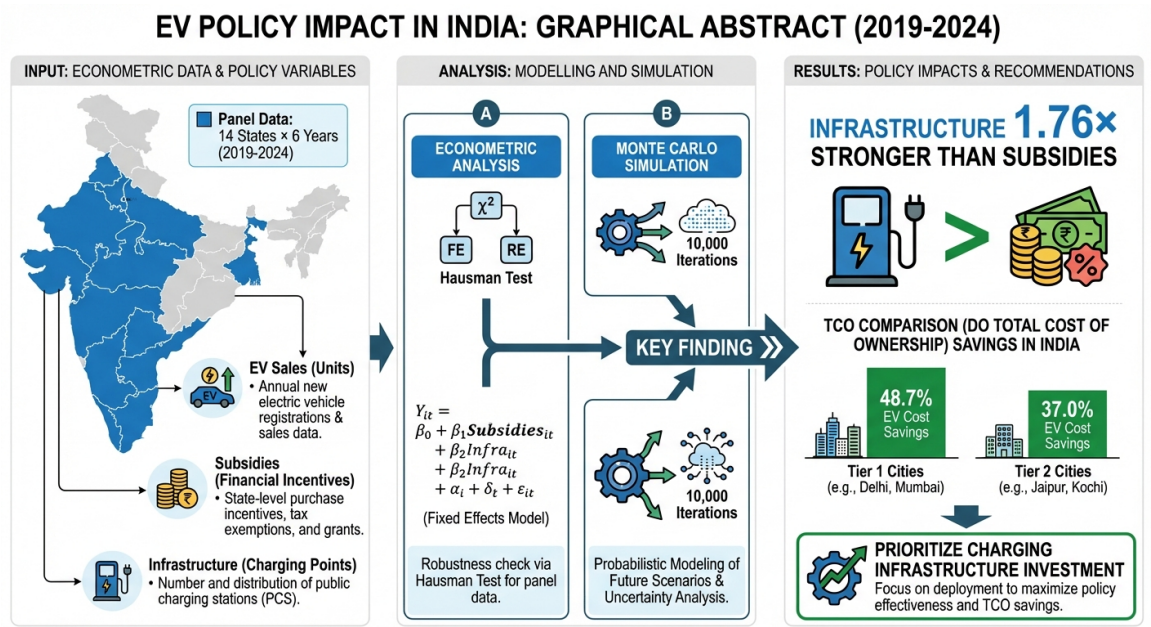 EV POLICY IMPACT IN INDIA: GRAPHICAL ABSTRACT (2019-2024)
INPUT: ECONOMETRIC DATA & POLICY VARIABLES
Panel Data:
14 States × 6 Years
(2019-2024)
EV Sales (Units)
• Annual new
electric vehicle
registrations &
sales data.
EV
Subsidies
(Financial Incentives)
• State-level purchase
incentives, tax
exemptions, and grants.
₹
Infrastructure (Charging Points)
• Number and distribution of public
charging stations (PCS).
ANALYSIS: MODELLING AND SIMULATION
A
ECONOMETRIC
ANALYSIS
χ²
FE RE
Hausman Test
Y_it =
β₀ + β₁Subsidies_it
+ β₂Infra_it
+ β₂Infra_it
+ α_i + δ_t + ε_it
(Fixed Effects Model)
Robustness check via
Hausman Test for panel
data.
B
MONTE CARLO
SIMULATION
10,000
Iterations
KEY FINDING
10,000
Iterations
Probabilistic Modeling of
Future Scenarios &
Uncertainty Analysis.
RESULTS: POLICY IMPACTS & RECOMMENDATIONS
INFRASTRUCTURE 1.76×
STRONGER THAN SUBSIDIES
>
₹ ₹ %
TCO COMPARISON (DO TOTAL COST OF
OWNERSHIP) SAVINGS IN INDIA
48.7%
EV Cost
Savings
Tier 1 Cities
(e.g., Delhi, Mumbai)
37.0%
EV Cost
Savings
Tier 2 Cities
(e.g., Jaipur, Kochi)
PRIORITIZE CHARGING
INFRASTRUCTURE INVESTMENT
Focus on deployment to maximize policy
effectiveness and TCO savings.